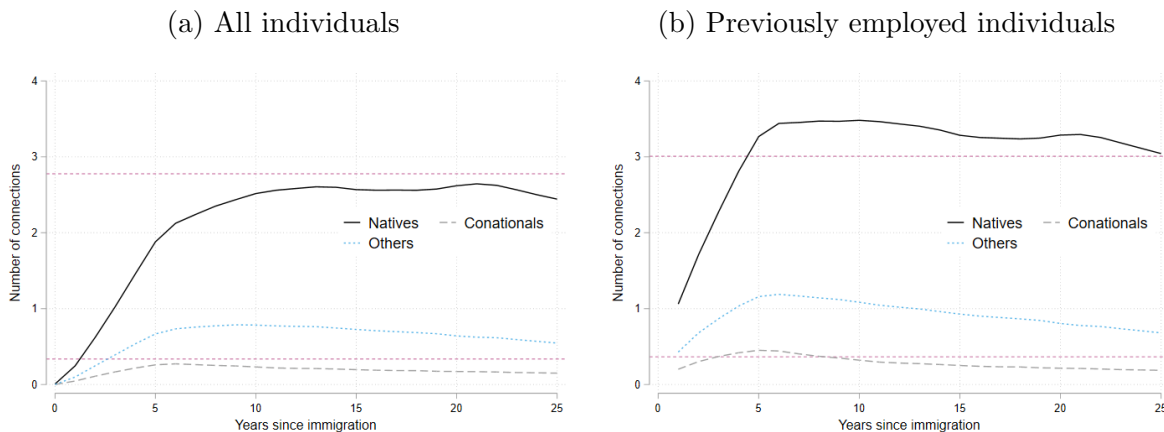 (a) All individuals
4
3
2
1
0
Number of connections
Natives
Conationals
Others
0 5 10 15 20 25
Years since immigration
(b) Previously employed individuals
4
3
2
1
0
Number of connections
Natives
Conationals
Others
0 5 10 15 20 25
Years since immigration